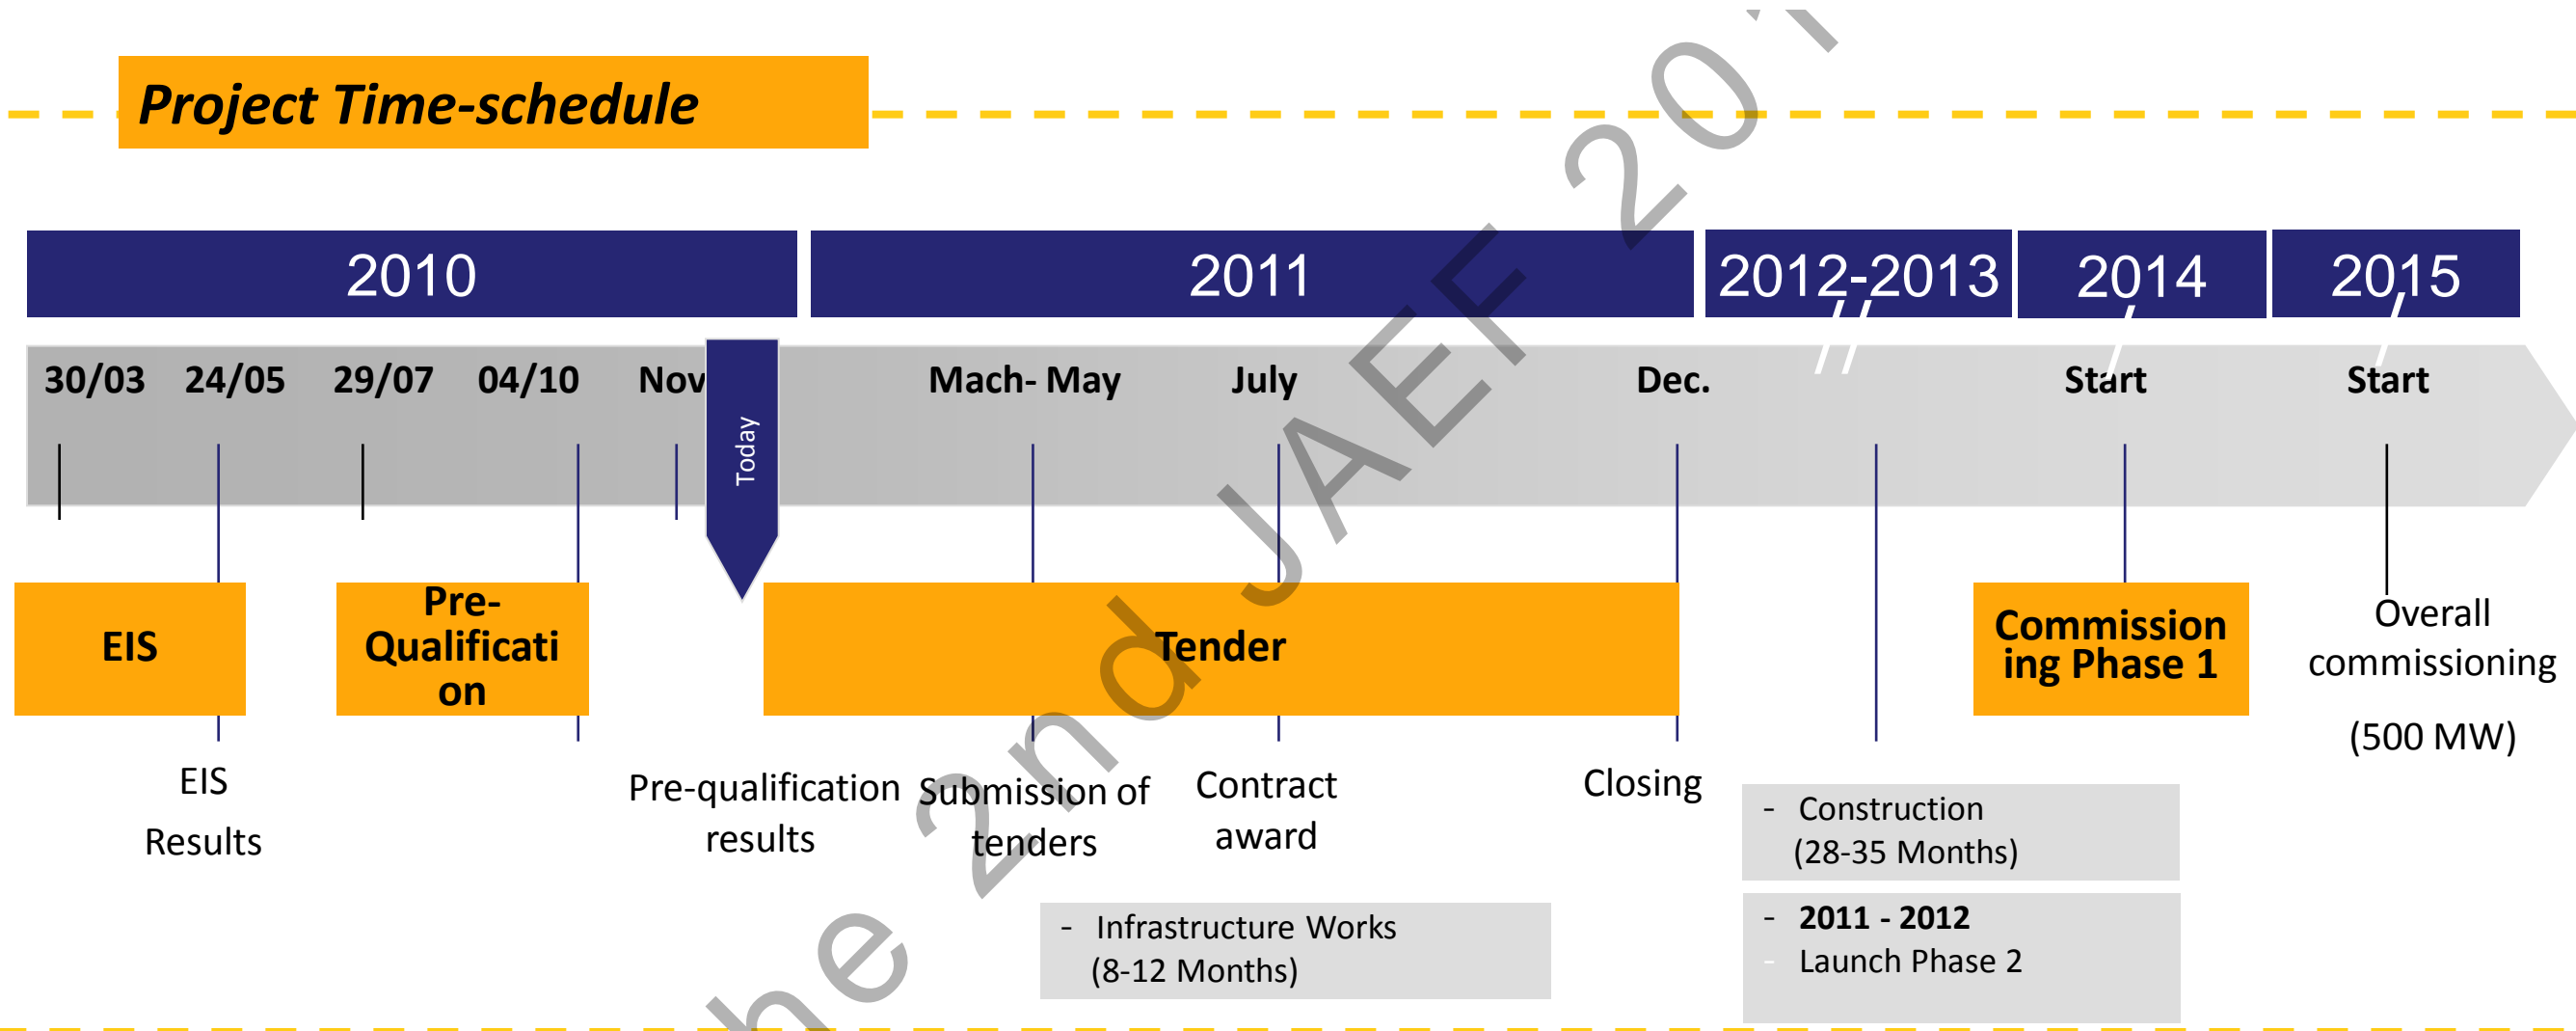 Project Time-schedule
2010
2011
2012-2013
2014
2015
30/03
24/05
29/07
04/10
Nov
Today
Mach- May
July
Dec.
Start
Start
EIS
Pre-
Qualificati
on
Tender
Commission
ing Phase 1
Overall
commissioning
(500 MW)
EIS
Results
Pre-qualification
results
Submission of
tenders
Contract
award
Closing
- Construction
(28-35 Months)
- Infrastructure Works
(8-12 Months)
- 2011 - 2012
- Launch Phase 2
he 2nd JAEF 201